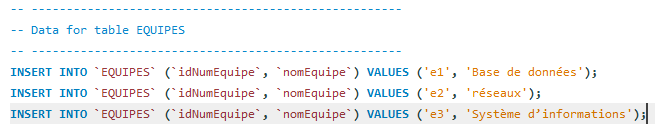 -- -----------------------------------------------------
-- Data for table EQUIPES
-- -----------------------------------------------------
INSERT INTO `EQUIPES` (`idNumEquipe`, `nomEquipe`) VALUES ('e1', 'Base de données');
INSERT INTO `EQUIPES` (`idNumEquipe`, `nomEquipe`) VALUES ('e2', 'réseaux');
INSERT INTO `EQUIPES` (`idNumEquipe`, `nomEquipe`) VALUES ('e3', 'Système d’informations');